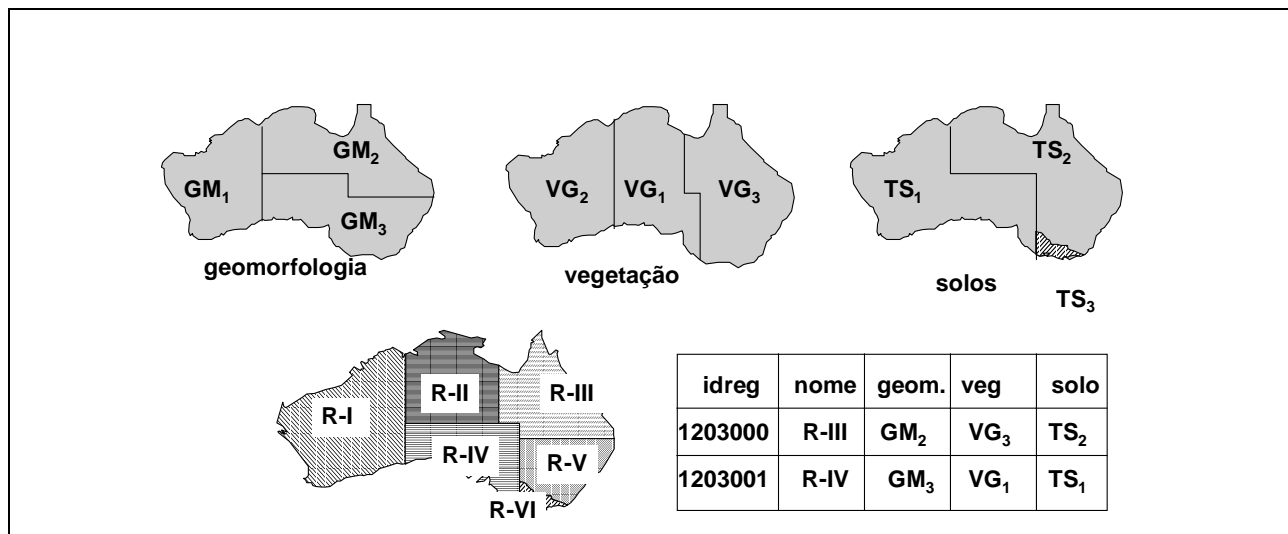 GM₂
GM₁
GM₃
geomorfologia
VG₂ VG₁ VG₃
vegetação
TS₂
TS₁
solos
TS₃
R-I
R-II
R-III
R-IV
R-V
R-VI
idreg nome geom. veg solo
1203000 R-III GM₂ VG₃ TS₂
1203001 R-IV GM₃ VG₁ TS₁